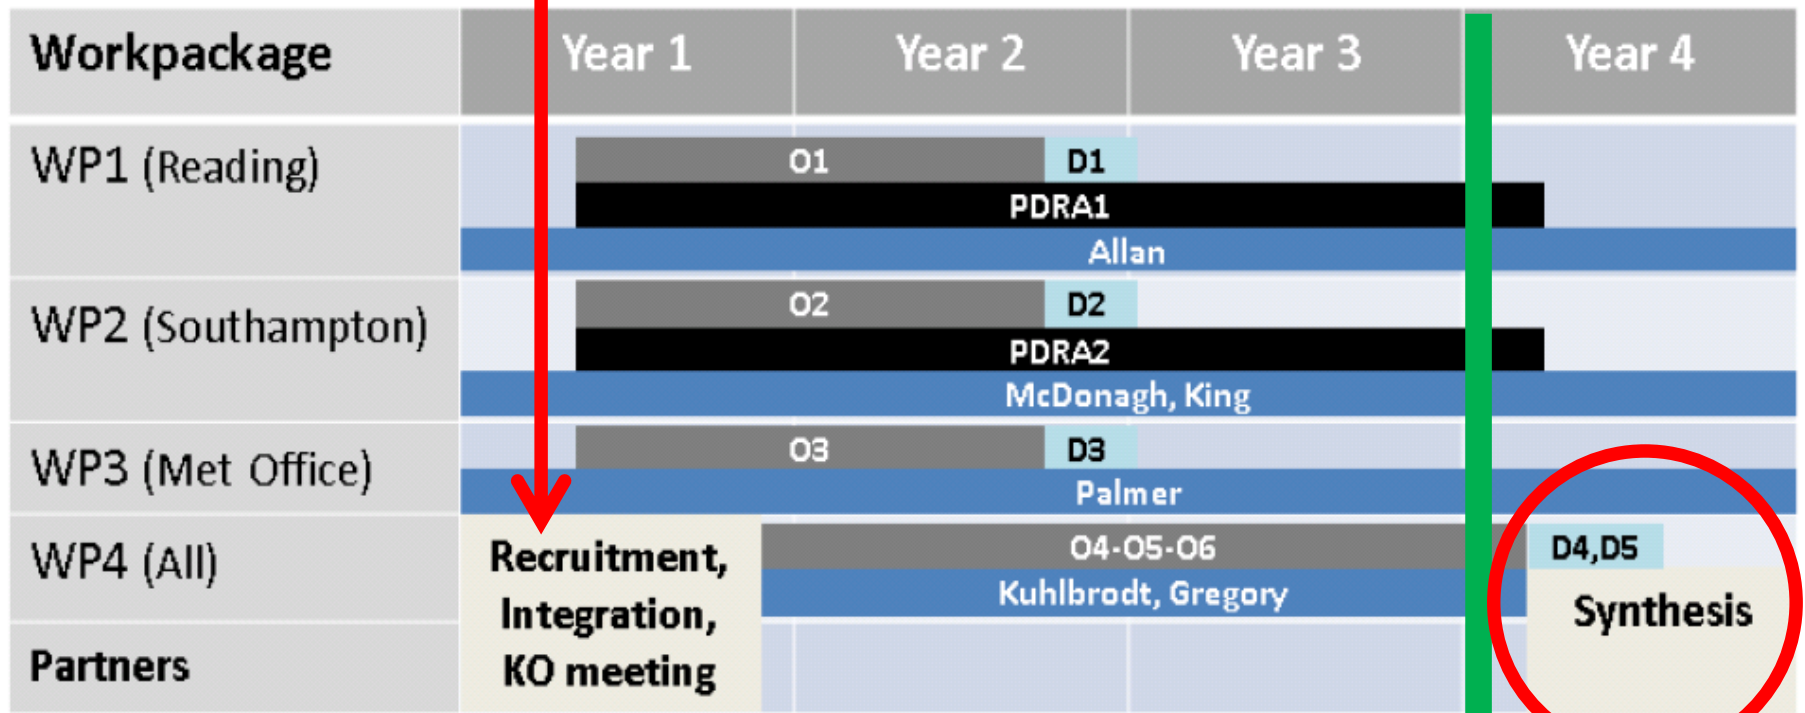 Workpackage Year 1 Year 2 Year 3 Year 4
WP1 (Reading)
O1 D1
PDRA1
Allan
WP2 (Southampton)
O2 D2
PDRA2
McDonagh, King
WP3 (Met Office)
O3 D3
Palmer
WP4 (All)
Recruitment,
Integration,
KO meeting
O4-O5-O6 D4,D5
Kuhlbrodt, Gregory
Synthesis
Partners